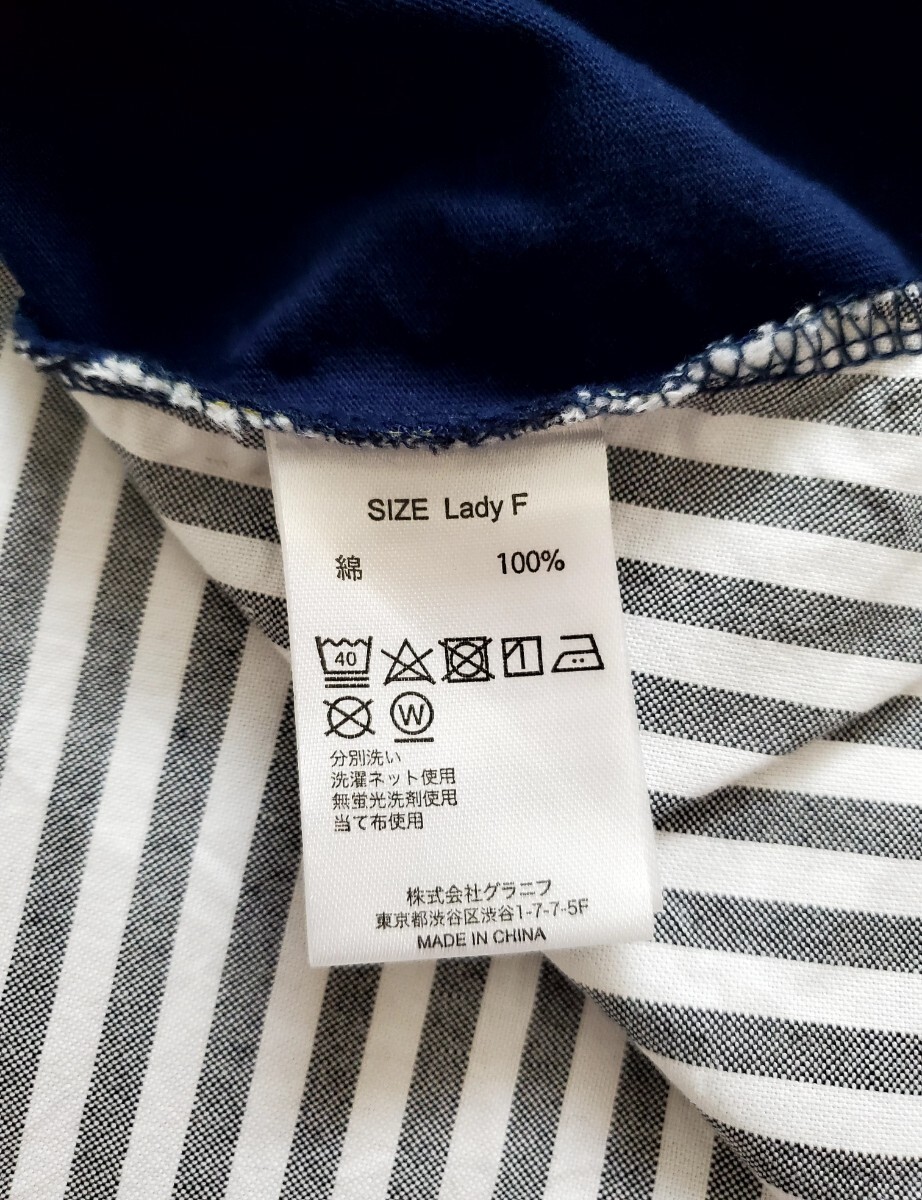 SIZE Lady F
綿 100%
40
W
分別洗い
洗濯ネット使用
無蛍光洗剤使用
当て布使用
株式会社グラニフ
東京都渋谷区渋谷1-7-7-5F
MADE IN CHINA